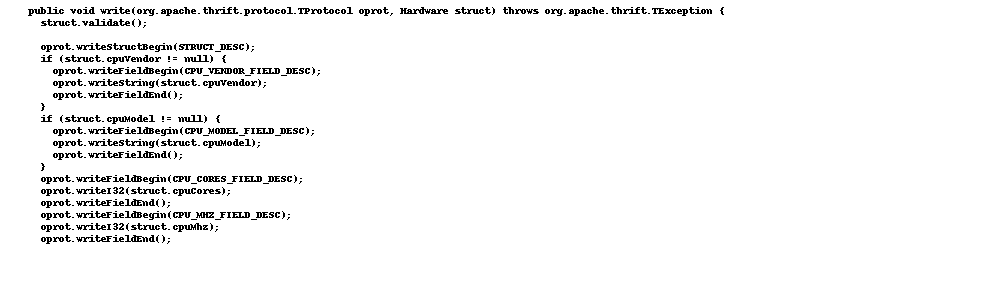 public void write(org.apache.thrift.protocol.TProtocol oprot, Hardware struct) throws org.apache.thrift.TException {
struct.validate();
oprot.writeStructBegin(STRUCT_DESC);
if (struct.cpuVendor != null) {
oprot.writeFieldBegin(CPU_VENDOR_FIELD_DESC);
oprot.writeString(struct.cpuVendor);
oprot.writeFieldEnd();
}
if (struct.cpuModel != null) {
oprot.writeFieldBegin(CPU_MODEL_FIELD_DESC);
oprot.writeString(struct.cpuModel);
oprot.writeFieldEnd();
}
oprot.writeFieldBegin(CPU_CORES_FIELD_DESC);
oprot.writeI32(struct.cpuCores);
oprot.writeFieldEnd();
oprot.writeFieldBegin(CPU_MHZ_FIELD_DESC);
oprot.writeI32(struct.cpuMhz);
oprot.writeFieldEnd();